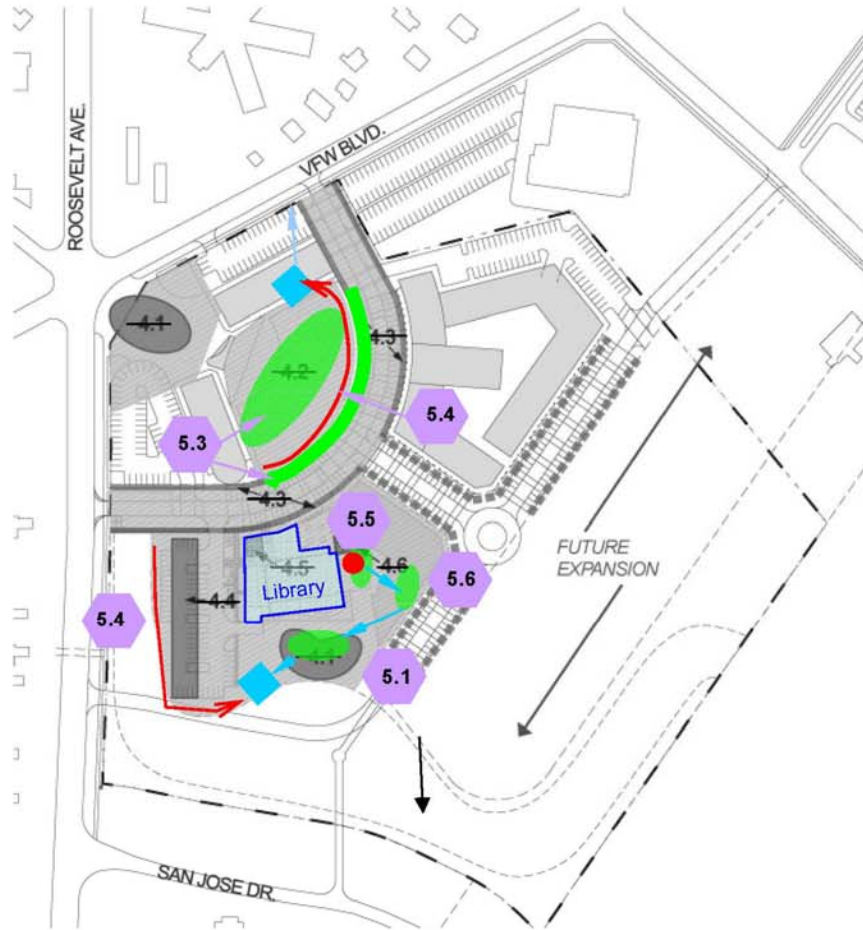 ROOSEVELT AVE.
VFW BLVD.
4.1
4.2
4.3
5.4
5.3
4.3
5.5
4.5
4.6
Library
FUTURE
EXPANSION
5.6
4.4
5.4
4.1
5.1
SAN JOSE DR.